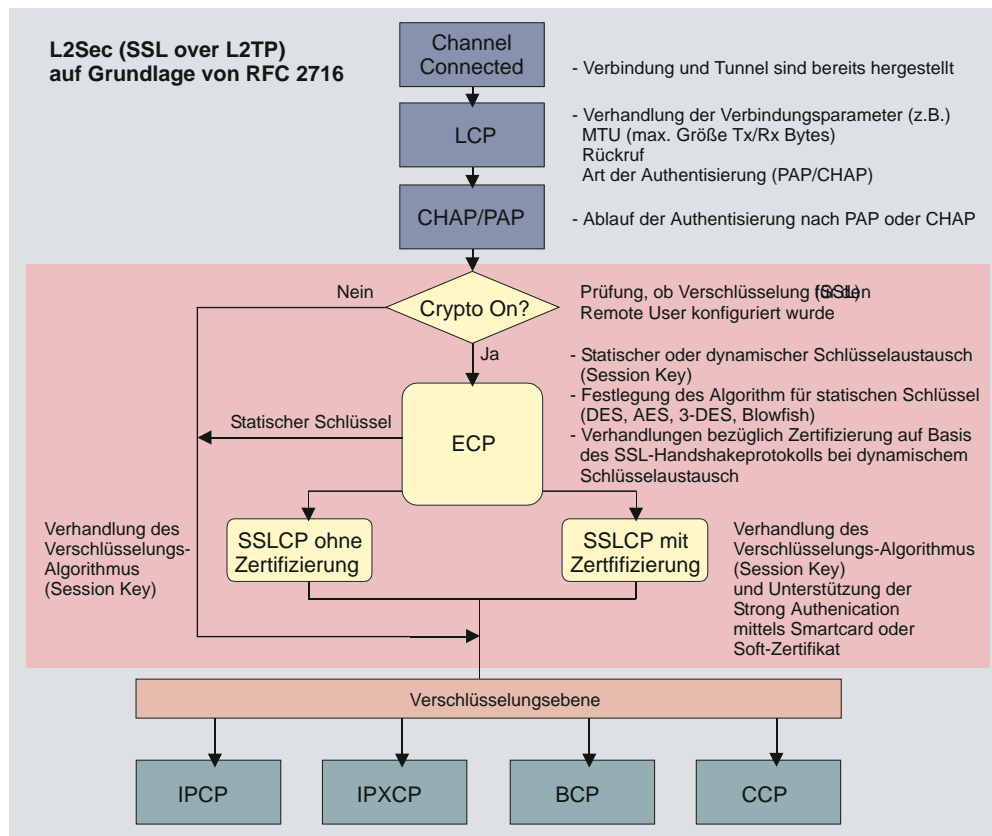 L2Sec (SSL over L2TP)
auf Grundlage von RFC 2716
Channel
Connected
- Verbindung und Tunnel sind bereits hergestellt
LCP
- Verhandlung der Verbindungsparameter (z.B.)
MTU (max. Größe Tx/Rx Bytes)
Rückruf
Art der Authentisierung (PAP/CHAP)
CHAP/PAP
- Ablauf der Authentisierung nach PAP oder CHAP
Nein
Crypto On?
Prüfung, ob Verschlüsselung (SSL) für den
Remote User konfiguriert wurde
Ja
- Statischer oder dynamischer Schlüsselaustausch
(Session Key)
- Festlegung des Algorithm für statischen Schlüssel
(DES, AES, 3-DES, Blowfish)
- Verhandlungen bezüglich Zertifizierung auf Basis
des SSL-Handshakeprotokolls bei dynamischem
Schlüsselaustausch
Statischer Schlüssel
ECP
Verhandlung des
Verschlüsselungs-
Algorithmus
(Session Key)
SSLCP ohne
Zertifizierung
SSLCP mit
Zertfifizierung
Verhandlung des
Verschlüsselungs-Algorithmus
(Session Key)
und Unterstützung der
Strong Authenication
mittels Smartcard oder
Soft-Zertifikat
Verschlüsselungsebene
IPCP
IPXCP
BCP
CCP